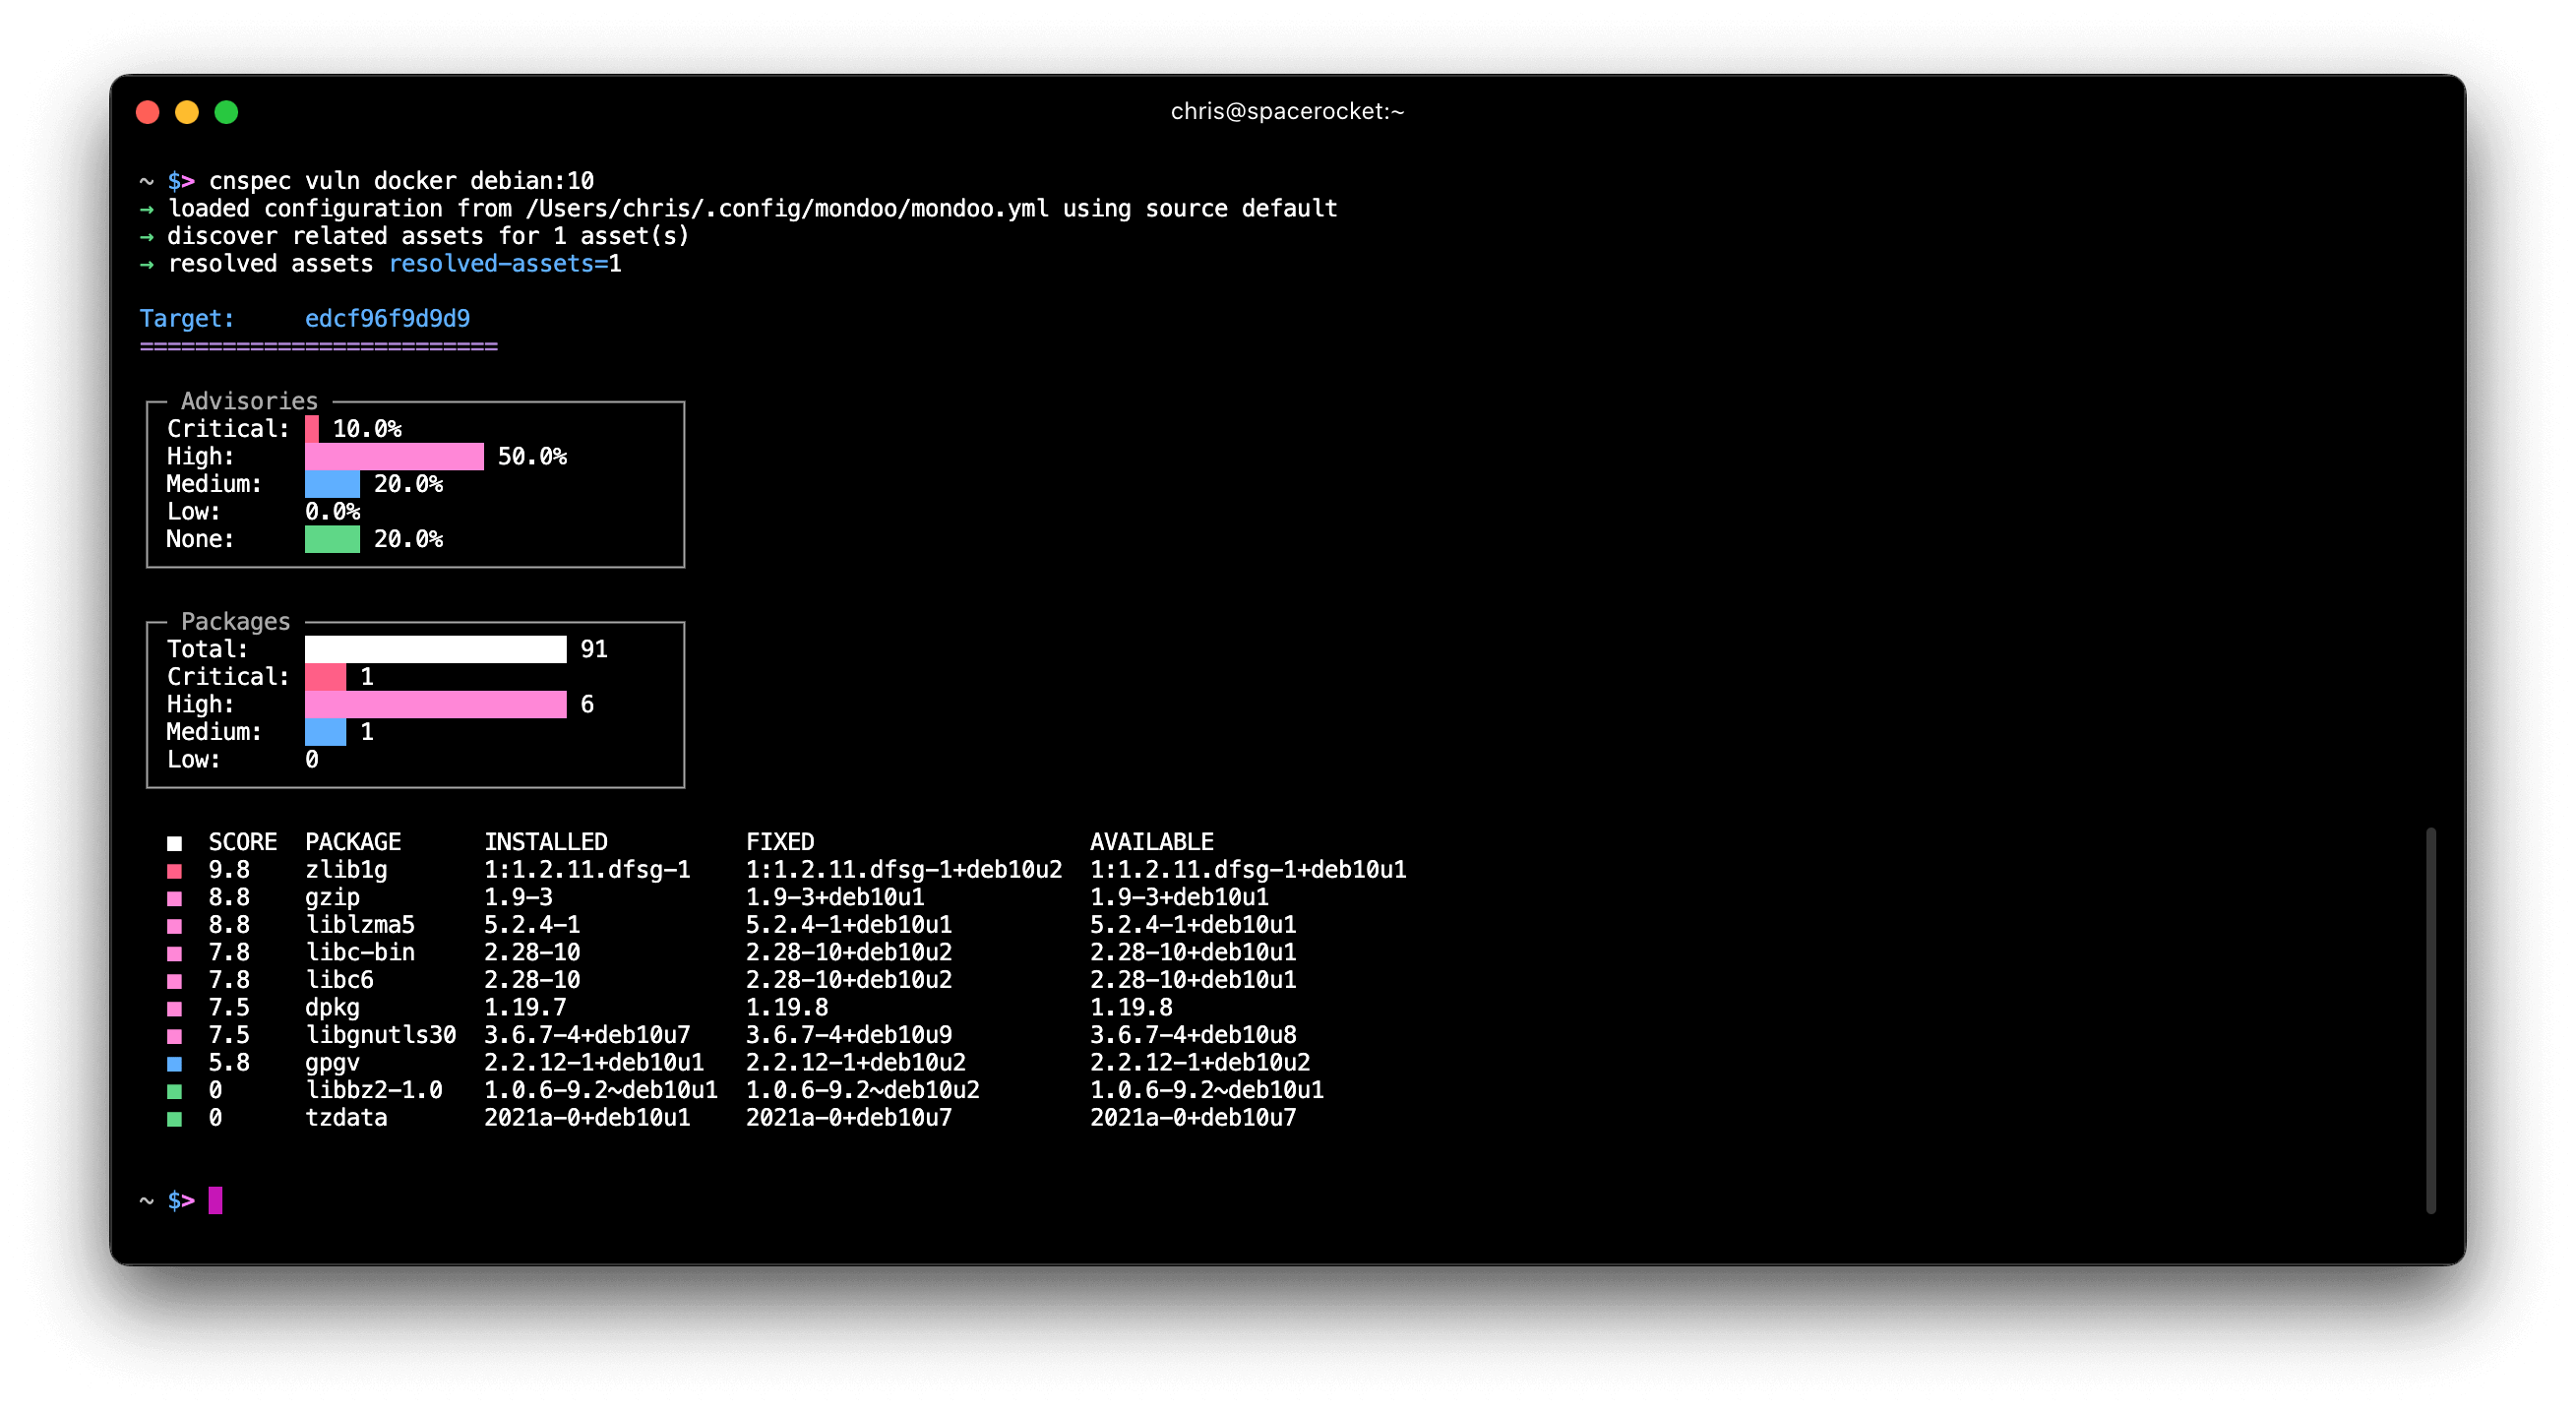 chris@spacerocket:~
~ $> cnspec vuln docker debian:10
→ loaded configuration from /Users/chris/.config/mondoo/mondoo.yml using source default
→ discover related assets for 1 asset(s)
→ resolved assets resolved-assets=1
Target:     edcf96f9d9d9
==========================
Advisories
Critical: 10.0%
High: 50.0%
Medium: 20.0%
Low: 0.0%
None: 20.0%
Packages
Total: 91
Critical: 1
High: 6
Medium: 1
Low: 0
■ SCORE PACKAGE INSTALLED FIXED AVAILABLE
■ 9.8 zlib1g 1:1.2.11.dfsg-1 1:1.2.11.dfsg-1+deb10u2 1:1.2.11.dfsg-1+deb10u1
■ 8.8 gzip 1.9-3 1.9-3+deb10u1 1.9-3+deb10u1
■ 8.8 liblzma5 5.2.4-1 5.2.4-1+deb10u1 5.2.4-1+deb10u1
■ 7.8 libc-bin 2.28-10 2.28-10+deb10u2 2.28-10+deb10u1
■ 7.8 libc6 2.28-10 2.28-10+deb10u2 2.28-10+deb10u1
■ 7.5 dpkg 1.19.7 1.19.8 1.19.8
■ 7.5 libgnutls30 3.6.7-4+deb10u7 3.6.7-4+deb10u9 3.6.7-4+deb10u8
■ 5.8 gpgv 2.2.12-1+deb10u1 2.2.12-1+deb10u2 2.2.12-1+deb10u2
■ 0 libbz2-1.0 1.0.6-9.2~deb10u1 1.0.6-9.2~deb10u2 1.0.6-9.2~deb10u1
■ 0 tzdata 2021a-0+deb10u1 2021a-0+deb10u7 2021a-0+deb10u7
~ $>